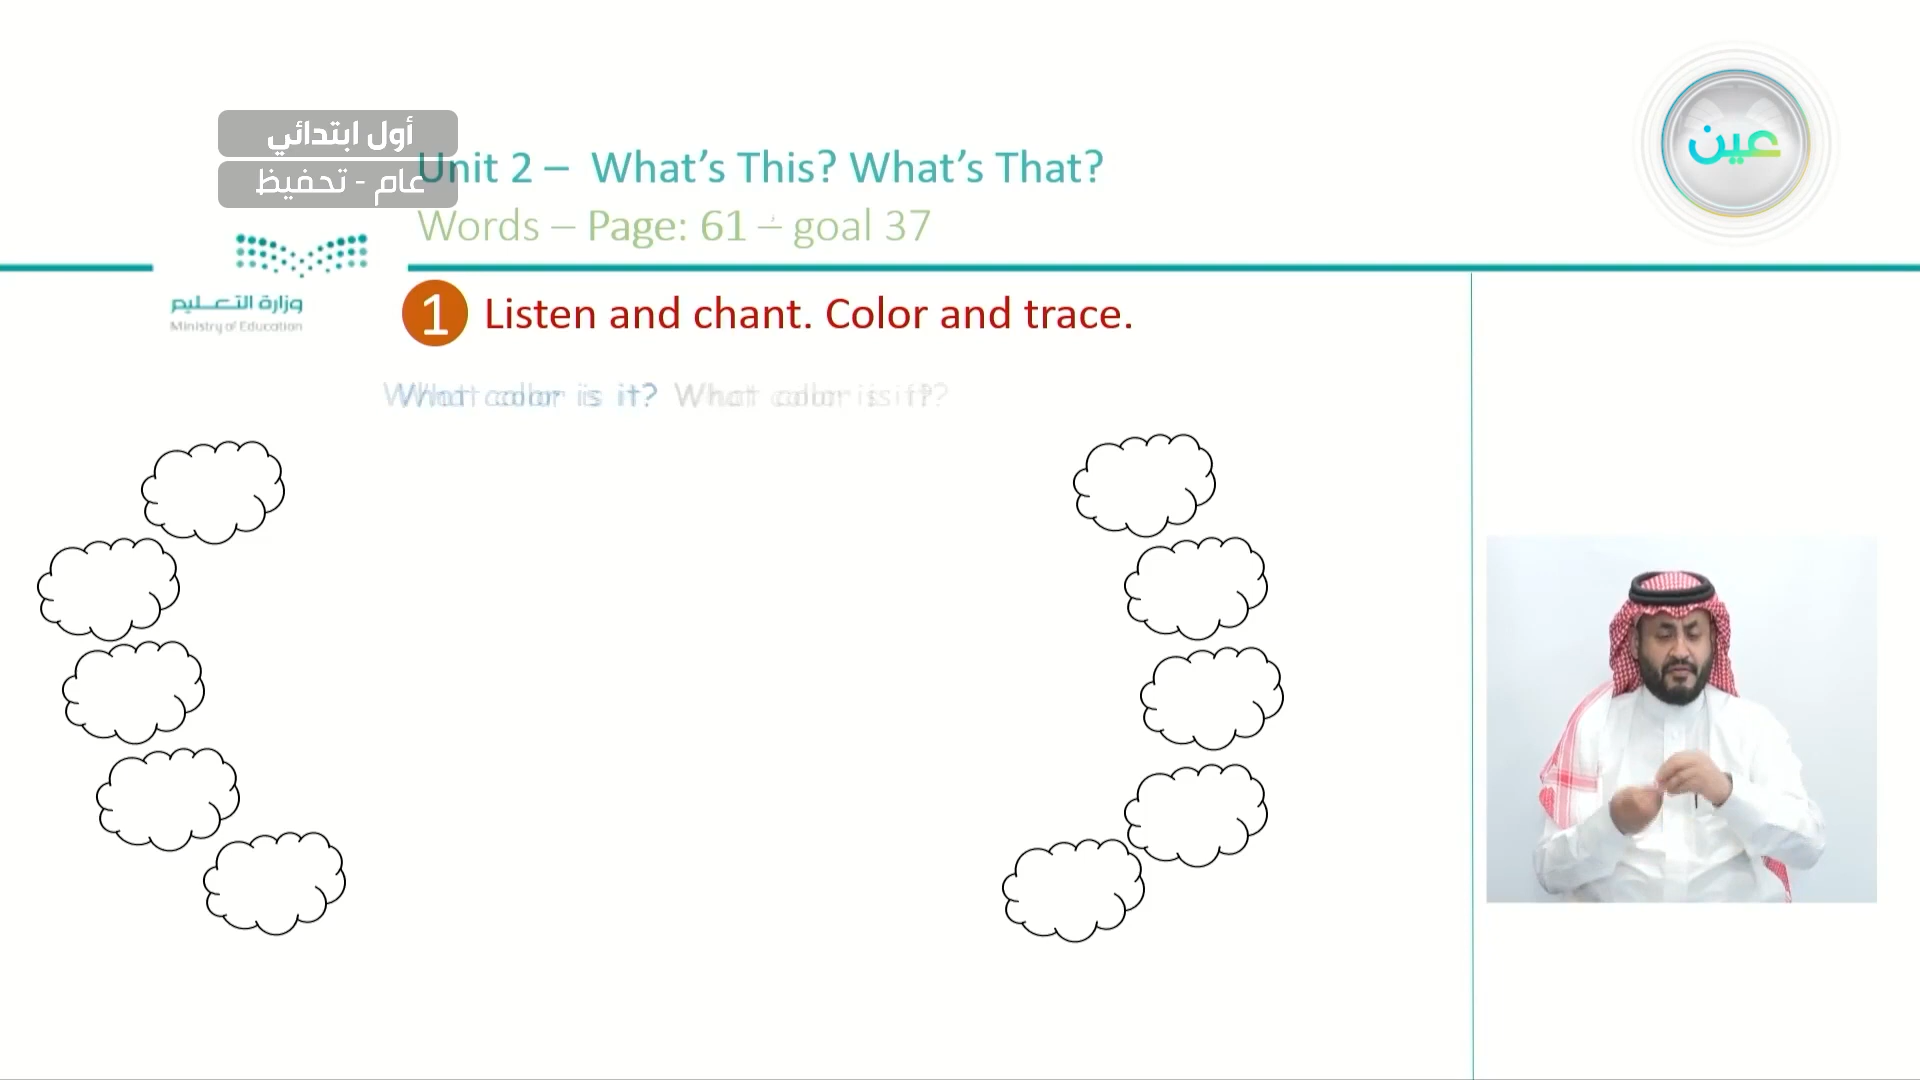 أول ابتدائي
عام - تحفيظ
عين
Unit 2 – What's This? What's That?
Words – Page: 61 – goal 37
وزارة التعليم
Ministry of Education
1 Listen and chant. Color and trace.
What color is it? What color is it?